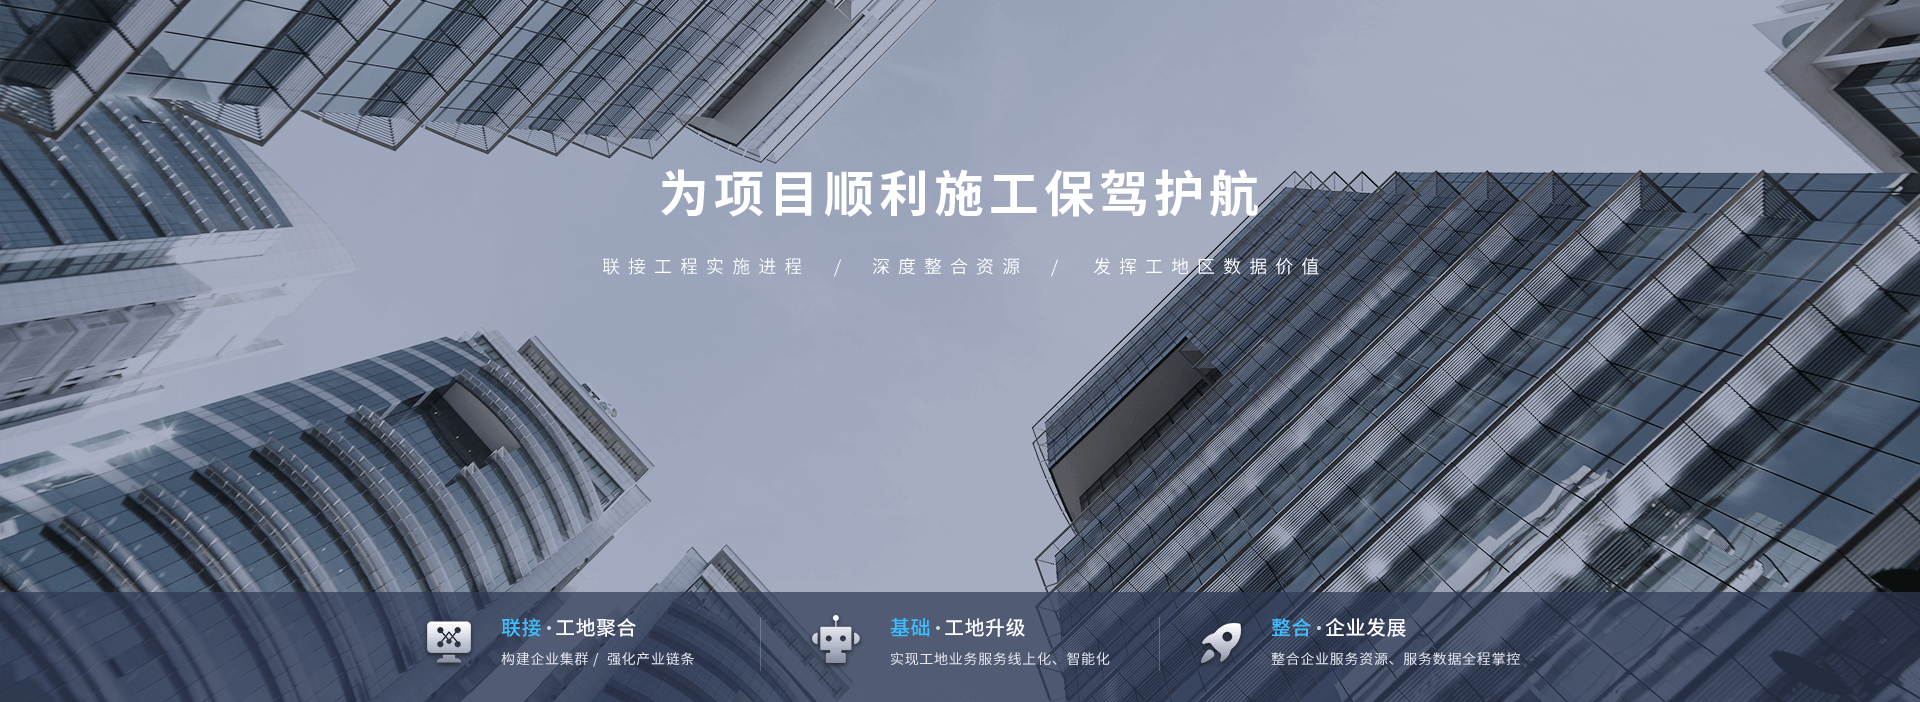 为项目顺利施工保驾护航
联接工程实施进程 / 深度整合资源 / 发挥工地区数据价值
联接·工地聚合
构建企业集群 / 强化产业链条
基础·工地升级
实现工地业务服务线上化、智能化
整合·企业发展
整合企业服务资源、服务数据全程掌控